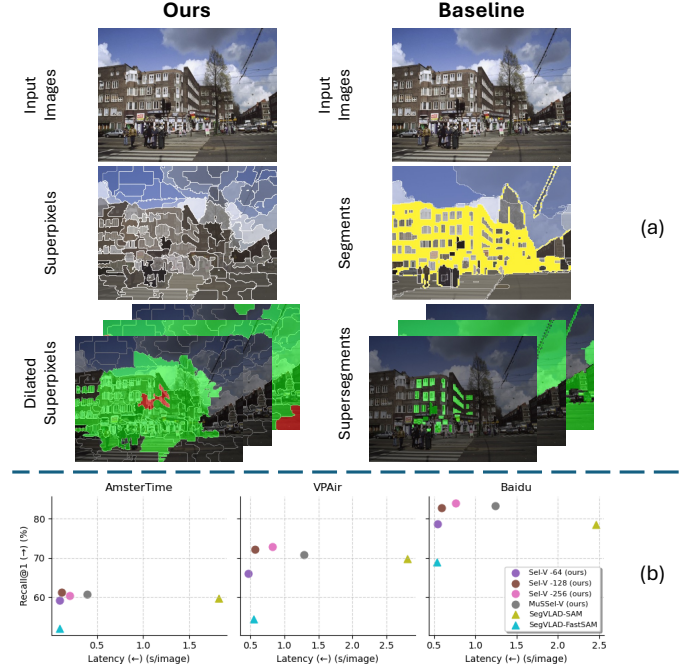 Ours
Baseline
Input
Images
Input
Images
Superpixels
Segments
(a)
Dilated
Superpixels
Supersegments
AmsterTime
VPAir
Baidu
Recall@1 (→) (%)
80
70
60
0.5 1.0 1.5
0.5 1.0 1.5 2.0 2.5
0.5 1.0 1.5 2.0 2.5
Latency (←) (s/image)
Latency (←) (s/image)
Latency (←) (s/image)
Sel-V -64 (ours)
Sel-V -128 (ours)
Sel-V -256 (ours)
MuSSel-V (ours)
SegVLAD-SAM
SegVLAD-FastSAM
(b)